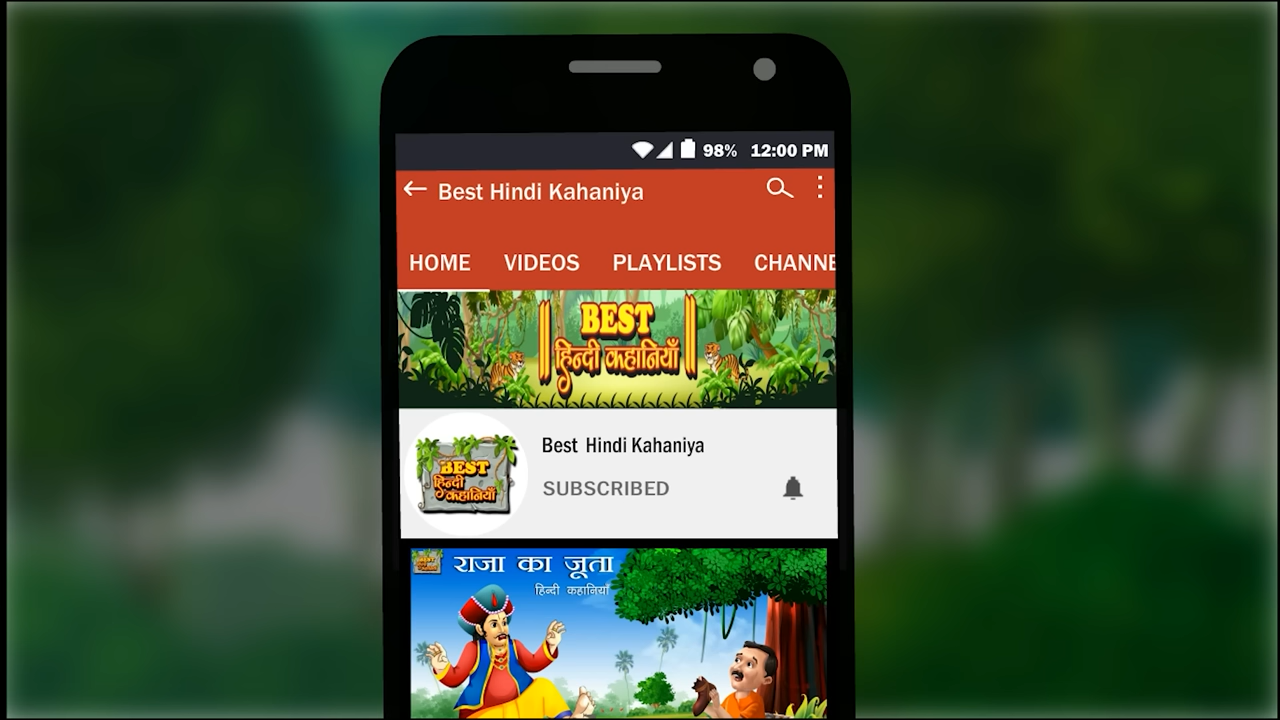 98% 12:00 PM
Best Hindi Kahaniya
HOME VIDEOS PLAYLISTS CHANNE
BEST
हिन्दी कहानियाँ
Best Hindi Kahaniya
SUBSCRIBED
BEST
हिन्दी
कहानियाँ
राजा का जूता
हिन्दी कहानियाँ